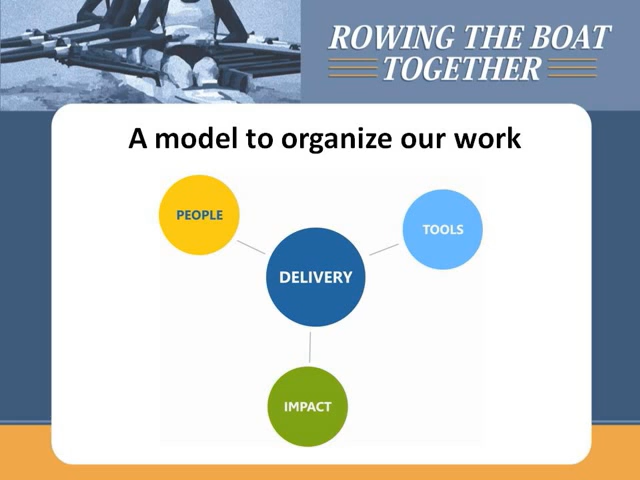 ROWING THE BOAT
TOGETHER
A model to organize our work
PEOPLE
TOOLS
DELIVERY
IMPACT